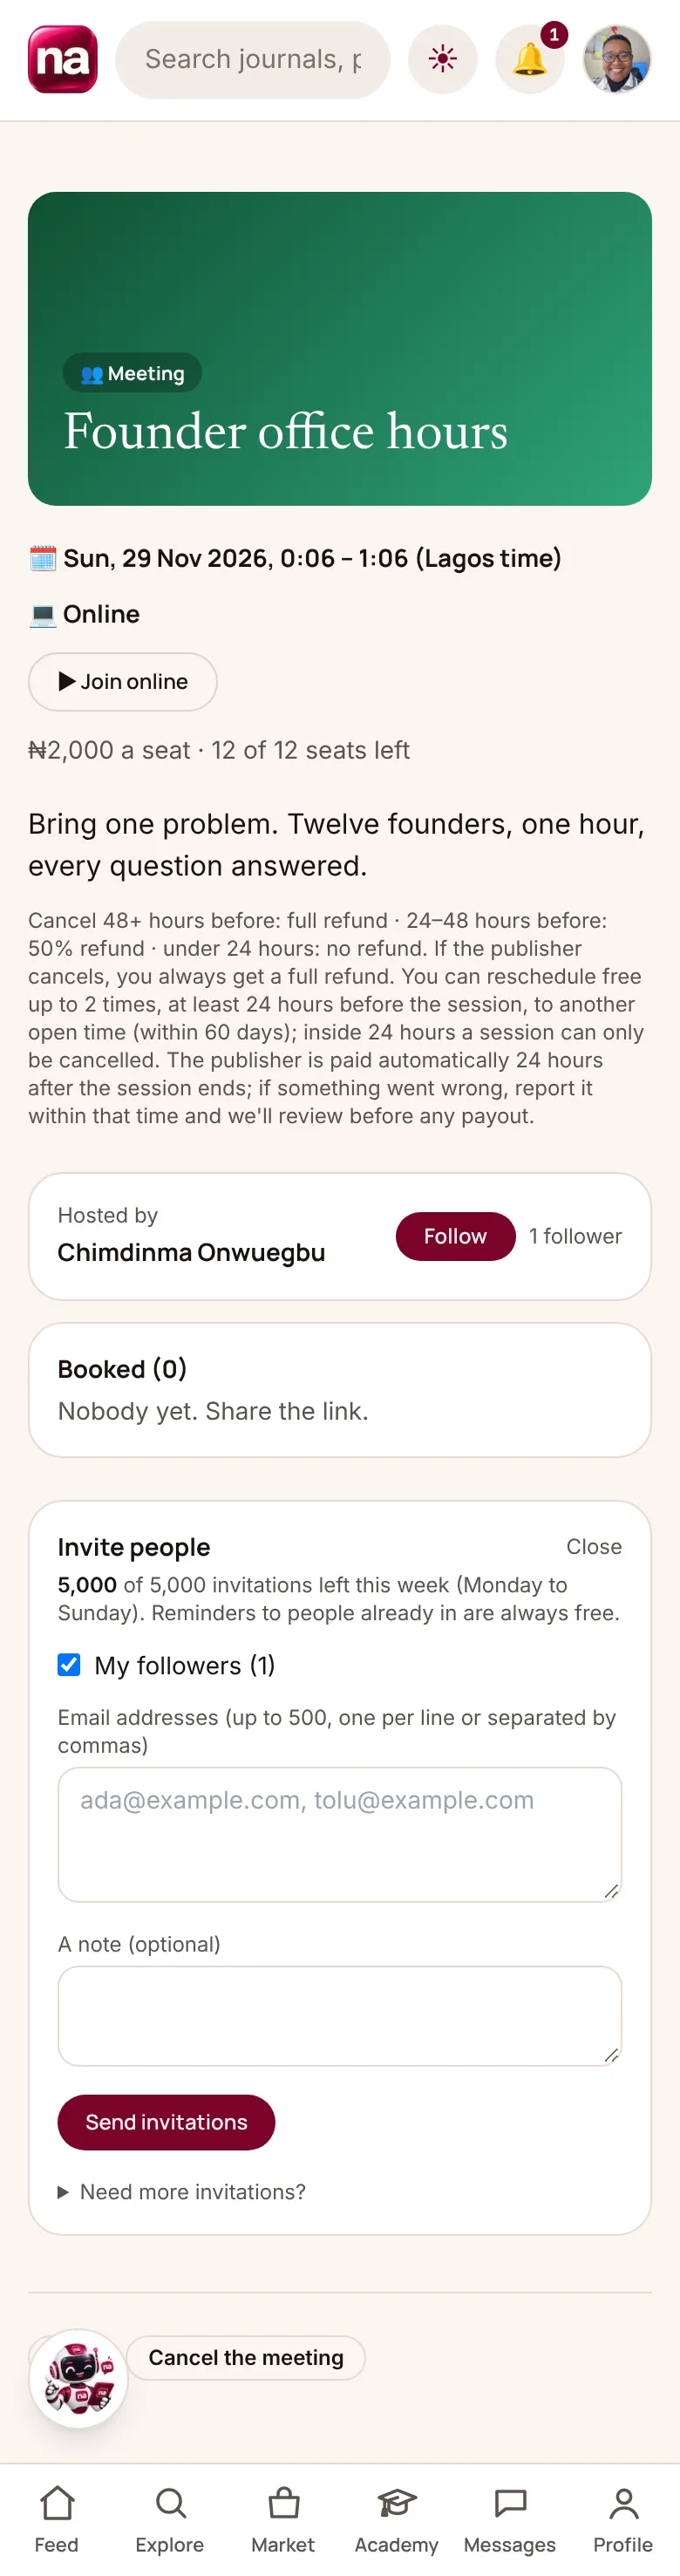 na
Search journals, p
1
Meeting
Founder office hours
Sun, 29 Nov 2026, 0:06 – 1:06 (Lagos time)
Online
Join online
₦2,000 a seat · 12 of 12 seats left
Bring one problem. Twelve founders, one hour,
every question answered.
Cancel 48+ hours before: full refund · 24–48 hours before:
50% refund · under 24 hours: no refund. If the publisher
cancels, you always get a full refund. You can reschedule free
up to 2 times, at least 24 hours before the session, to another
open time (within 60 days); inside 24 hours a session can only
be cancelled. The publisher is paid automatically 24 hours
after the session ends; if something went wrong, report it
within that time and we'll review before any payout.
Hosted by
Chimdinma Onwuegbu
Follow
1 follower
Booked (0)
Nobody yet. Share the link.
Invite people
Close
5,000 of 5,000 invitations left this week (Monday to
Sunday). Reminders to people already in are always free.
My followers (1)
Email addresses (up to 500, one per line or separated by
commas)
ada@example.com, tolu@example.com
A note (optional)
Send invitations
Need more invitations?
Cancel the meeting
na
na
Feed
Explore
Market
Academy
Messages
Profile